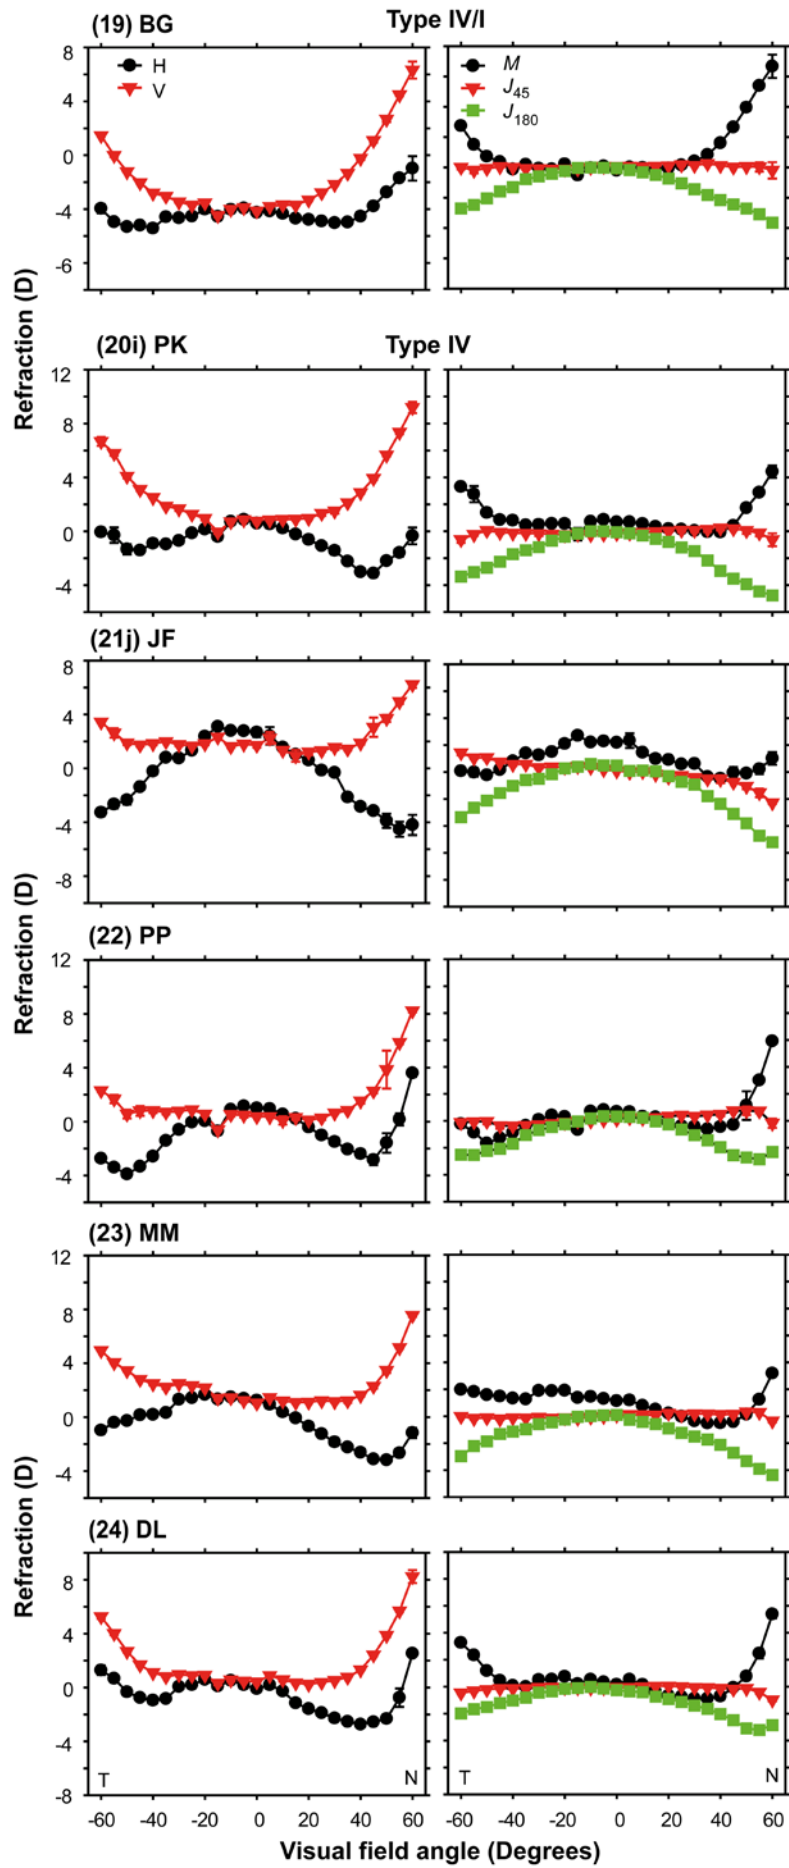 (19) BG Type IV/I
H
V
M
J45
J180
8
4
0
-4
-6
Refraction (D)
(20i) PK Type IV
12
8
4
0
-4
(21j) JF
8
4
0
-4
-8
Refraction (D)
(22) PP
12
8
4
0
-4
(23) MM
12
8
4
0
-4
Refraction (D)
(24) DL
8
4
0
-4
-8
T N T N
-60 -40 -20 0 20 40 60 -60 -40 -20 0 20 40 60
Visual field angle (Degrees)